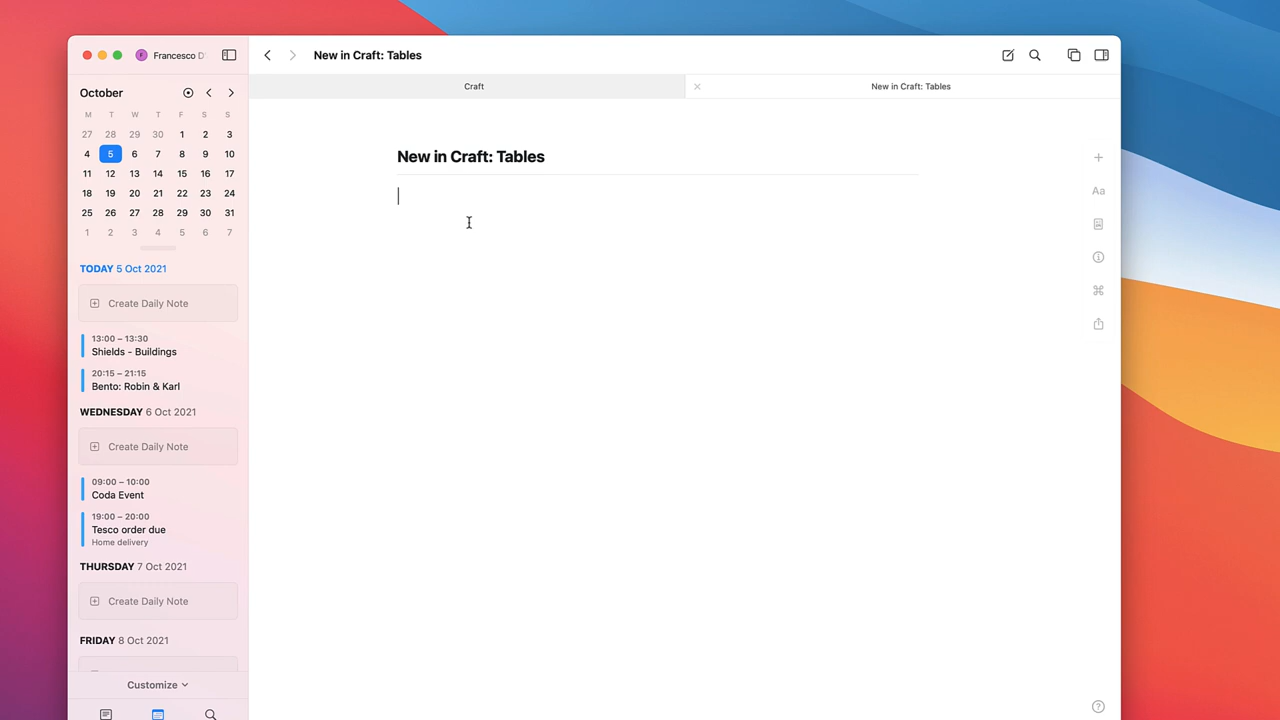 F Francesco D
New in Craft: Tables
Craft
New in Craft: Tables
October
M T W T F S S
27 28 29 30 1 2 3
4 5 6 7 8 9 10
11 12 13 14 15 16 17
18 19 20 21 22 23 24
25 26 27 28 29 30 31
1 2 3 4 5 6 7
New in Craft: Tables
Aa
TODAY 5 Oct 2021
Create Daily Note
13:00 – 13:30
Shields - Buildings
20:15 – 21:15
Bento: Robin & Karl
WEDNESDAY 6 Oct 2021
Create Daily Note
09:00 – 10:00
Coda Event
19:00 – 20:00
Tesco order due
Home delivery
THURSDAY 7 Oct 2021
Create Daily Note
FRIDAY 8 Oct 2021
Customize
?